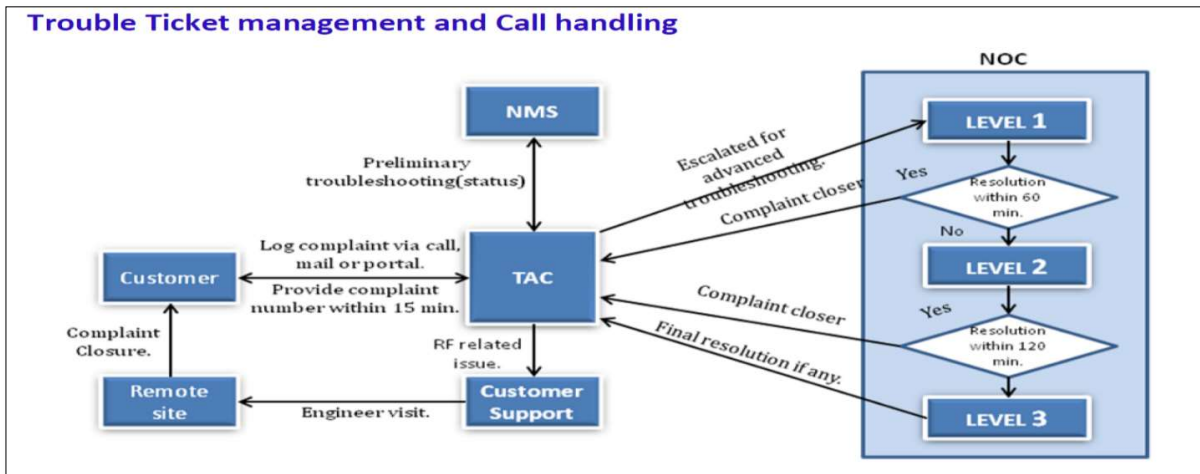 Trouble Ticket management and Call handling
NOC
NMS
LEVEL 1
Preliminary
troubleshooting(status)
Escalated for
advanced
troubleshooting.
Yes
Resolution
within 60
min.
Complaint closer
No
Log complaint via call,
mail or portal.
Customer
TAC
LEVEL 2
Provide complaint
number within 15 min.
Complaint closer
Yes
Complaint
Closure.
Resolution
within 120
min.
RF related
issue.
Final resolution if any.
Remote
site
Engineer visit.
Customer
Support
LEVEL 3